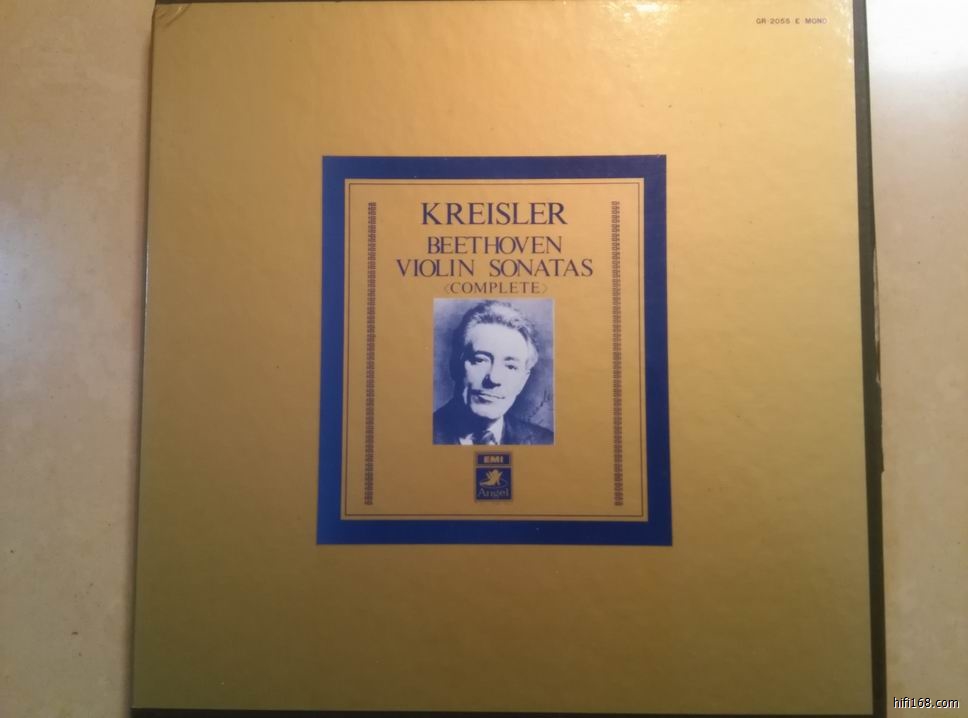 GR-2055 E MONO
KREISLER
BEETHOVEN
VIOLIN SONATAS
〈COMPLETE〉
EMI
Angel
hifi168.com